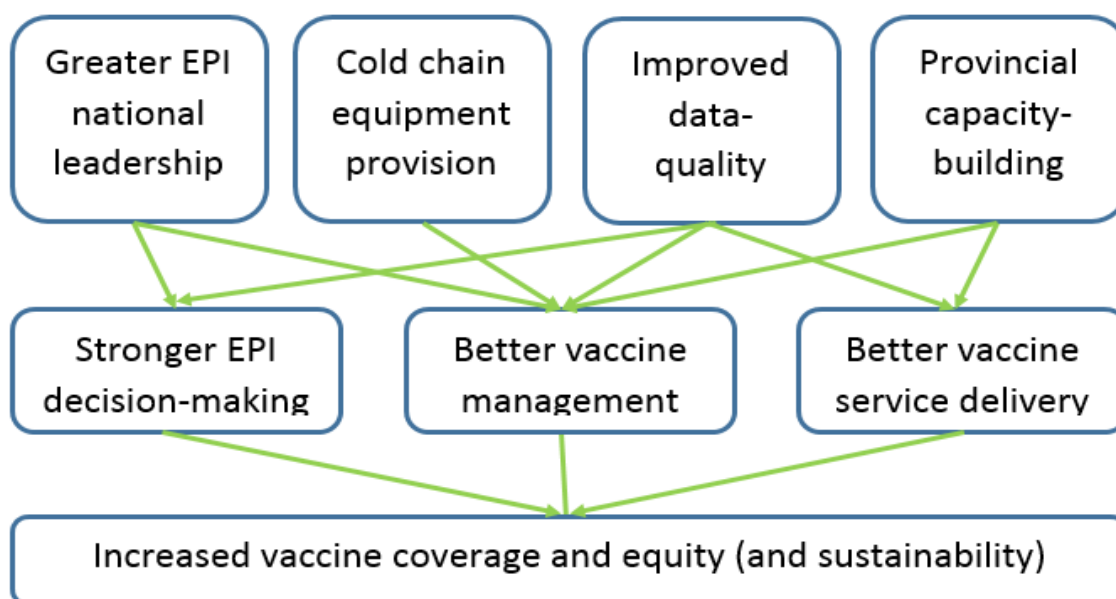 Greater EPI
national
leadership
Cold chain
equipment
provision
Improved
data-
quality
Provincial
capacity-
building
Stronger EPI
decision-making
Better vaccine
management
Better vaccine
service delivery
Increased vaccine coverage and equity (and sustainability)